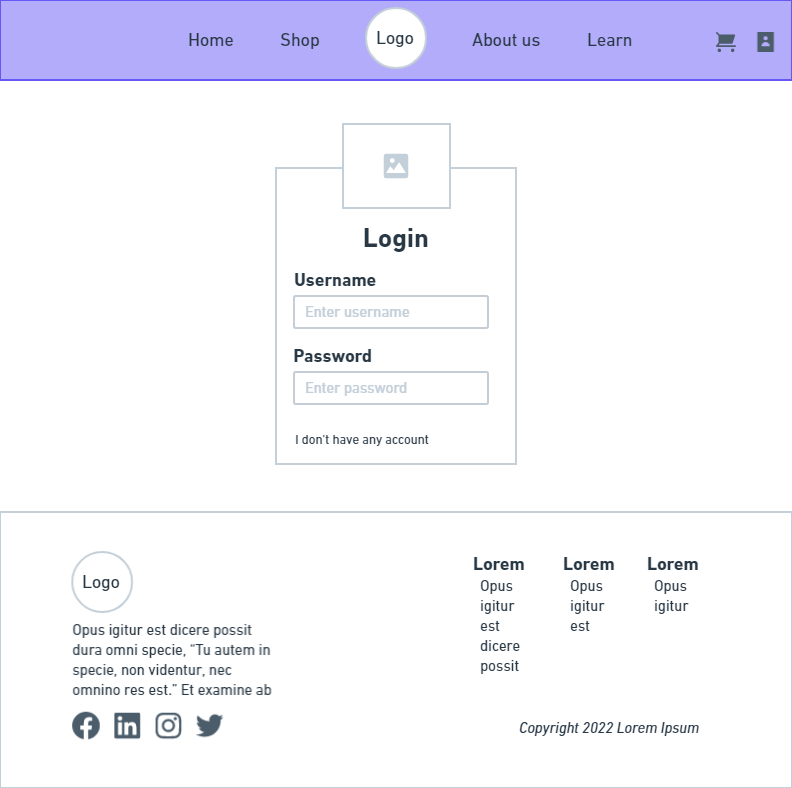 Home
Shop
Logo
About us
Learn
Login
Username
Enter username
Password
Enter password
I don't have any account
Logo
Opus igitur est dicere possit
dura omni specie, “Tu autem in
specie, non videntur, nec
omnino res est.” Et examine ab
Lorem
Opus
igitur
est
dicere
possit
Lorem
Opus
igitur
est
Lorem
Opus
igitur
Copyright 2022 Lorem Ipsum